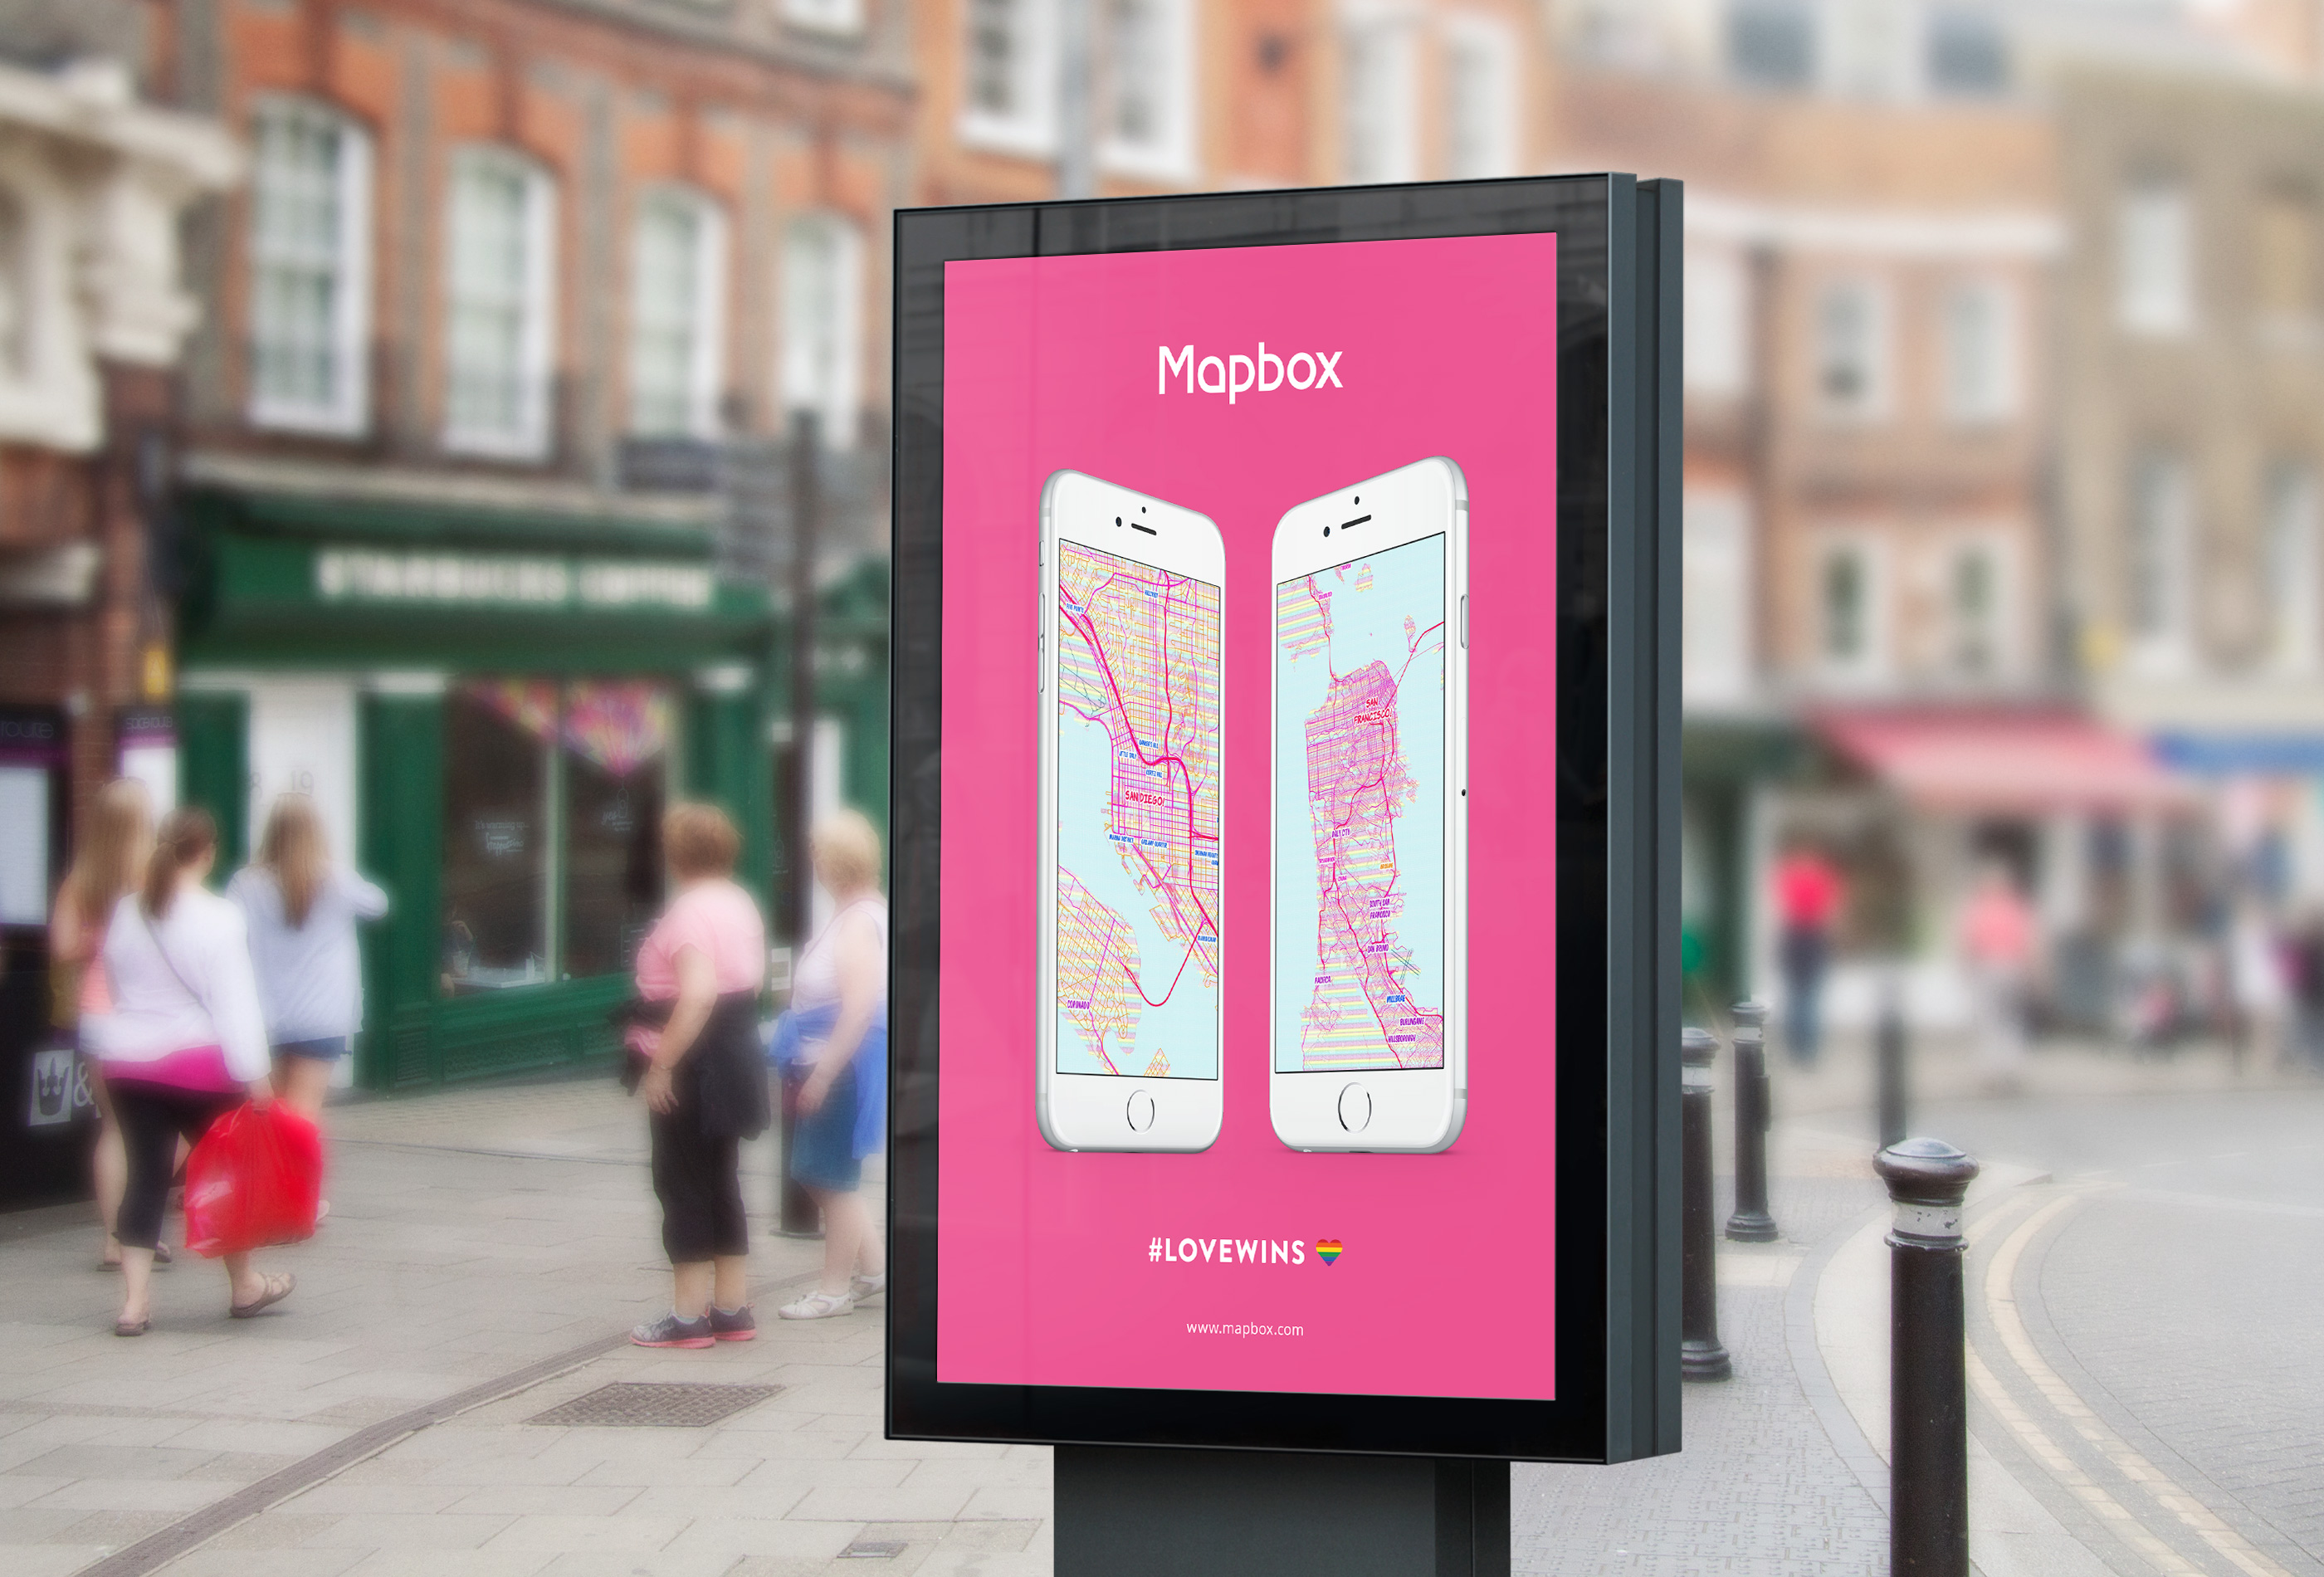 STARBUCKS COFFEE
Mapbox
HILLCREST
SAN DIEGO
CORONADO
SAN
FRANCISCO
DALY CITY
SOUTH SAN
FRANCISCO
SAN BRUNO
PACIFICA
MILLBRAE
BURLINGAME
HILLSBOROUGH
#LOVEWINS
www.mapbox.com
&